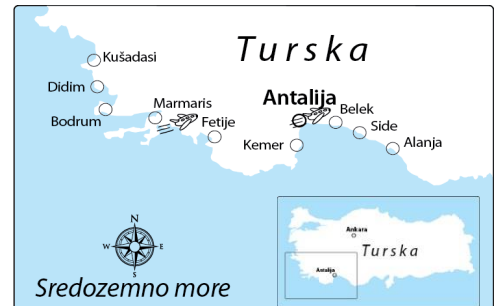 Turska
Kušadasi
Didim
Bodrum
Marmaris
Fetije
Antalija
Belek
Side
Kemer
Alanja
N
W
E
S
Sredozemno more
Ankara
Turska
Antalija